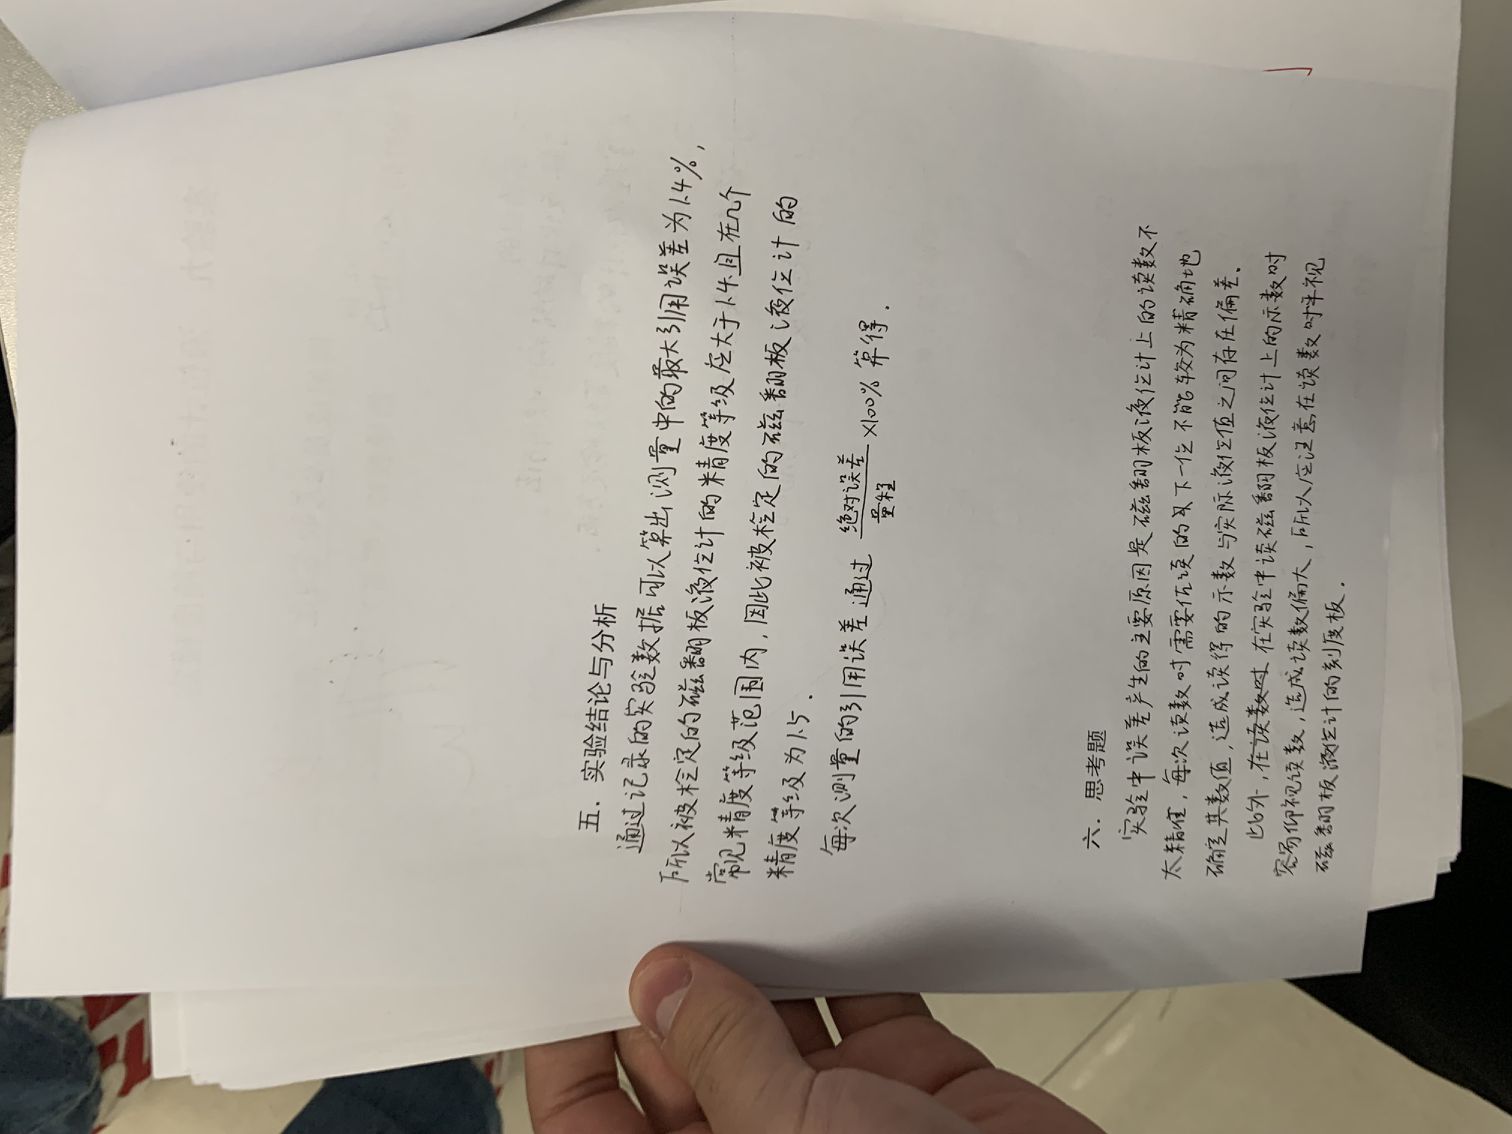 五. 实验结论与分析
通过记录的实验数据可以算出,测量中的最大引用误差为1.4%,
所以被检定的磁翻板液位计的精度等级应大于1.4且在几个
常见精度等级范围内,因此被检定的磁翻板液位计的
精度等级为1.5.
每次测量的引用误差通过 绝对误差/量程 ×100% 算得.
六. 思考题
实验中误差产生的主要原因是磁翻板液位计上的读数不
太精准,每次读数时需要估读的下一位不能较为精确地
确定其数值,造成读得的示数与实际液位值之间存在偏差.
此外,在读数时 在实验中读磁翻板液位计上的示数时
容易仰视读数,造成读数偏大,所以应注意在读数时平视
磁翻板液位计的刻度板.